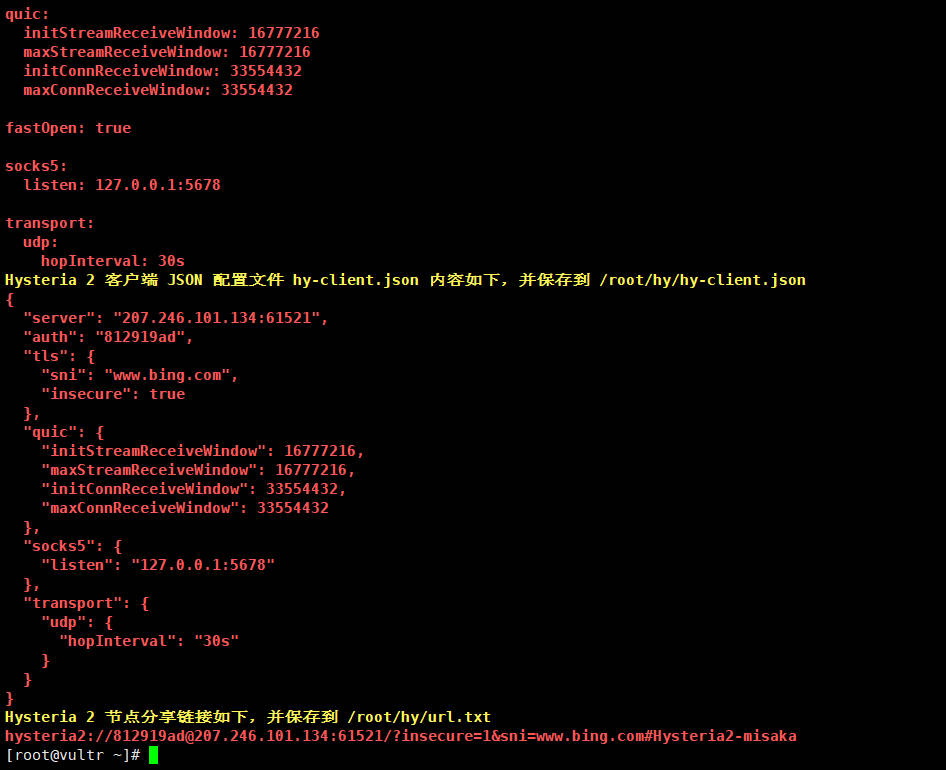 quic:
  initStreamReceiveWindow: 16777216
  maxStreamReceiveWindow: 16777216
  initConnReceiveWindow: 33554432
  maxConnReceiveWindow: 33554432

fastOpen: true

socks5:
  listen: 127.0.0.1:5678

transport:
  udp:
    hopInterval: 30s
Hysteria 2 客户端 JSON 配置文件 hy-client.json 内容如下, 并保存到 /root/hy/hy-client.json
{
  "server": "207.246.101.134:61521",
  "auth": "812919ad",
  "tls": {
    "sni": "www.bing.com",
    "insecure": true
  },
  "quic": {
    "initStreamReceiveWindow": 16777216,
    "maxStreamReceiveWindow": 16777216,
    "initConnReceiveWindow": 33554432,
    "maxConnReceiveWindow": 33554432
  },
  "socks5": {
    "listen": "127.0.0.1:5678"
  },
  "transport": {
    "udp": {
      "hopInterval": "30s"
    }
  }
}
Hysteria 2 节点分享链接如下, 并保存到 /root/hy/url.txt
hysteria2://812919ad@207.246.101.134:61521/?insecure=1&sni=www.bing.com#Hysteria2-misaka
[root@vultr ~]#